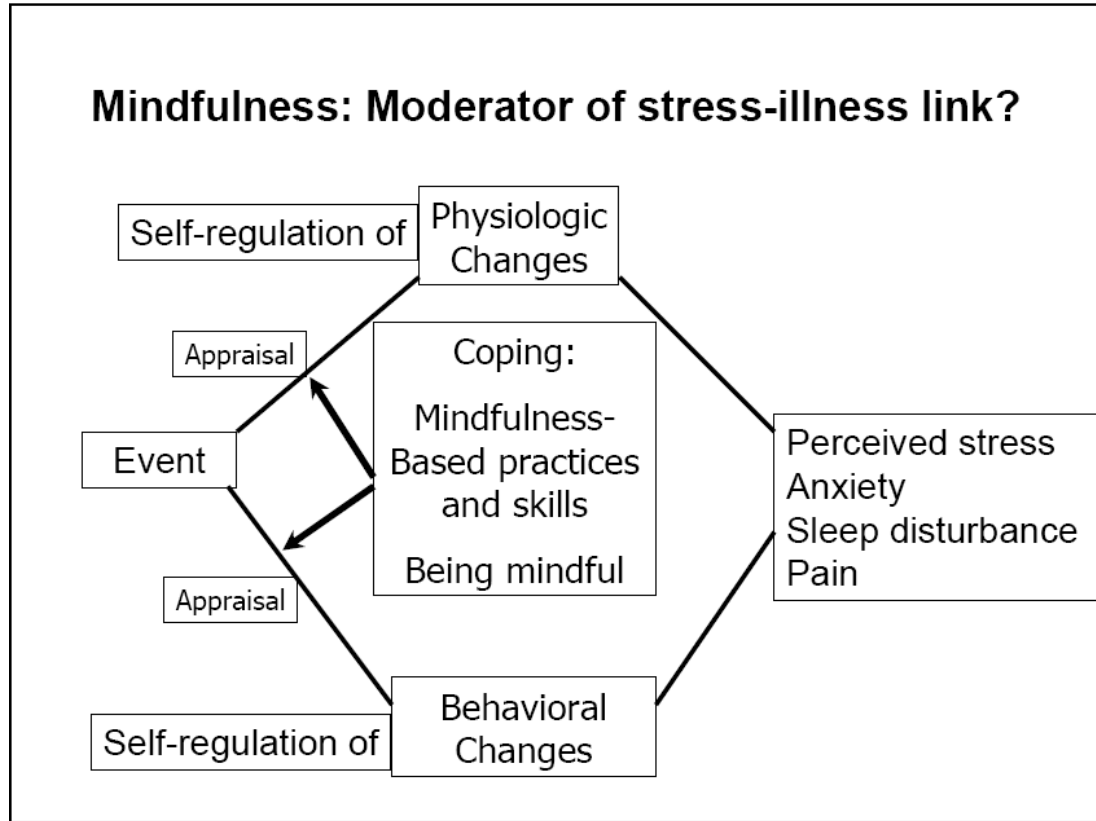 Mindfulness: Moderator of stress-illness link?
Self-regulation of
Physiologic
Changes
Appraisal
Coping:
Mindfulness-
Based practices
and skills
Being mindful
Event
Perceived stress
Anxiety
Sleep disturbance
Pain
Appraisal
Self-regulation of
Behavioral
Changes